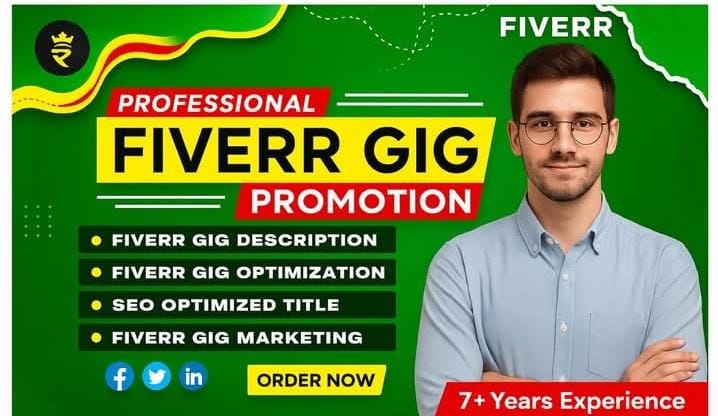 FIVERR
PROFESSIONAL
FIVERR GIG
PROMOTION
FIVERR GIG DESCRIPTION
FIVERR GIG OPTIMIZATION
SEO OPTIMIZED TITLE
FIVERR GIG MARKETING
ORDER NOW
7+ Years Experience